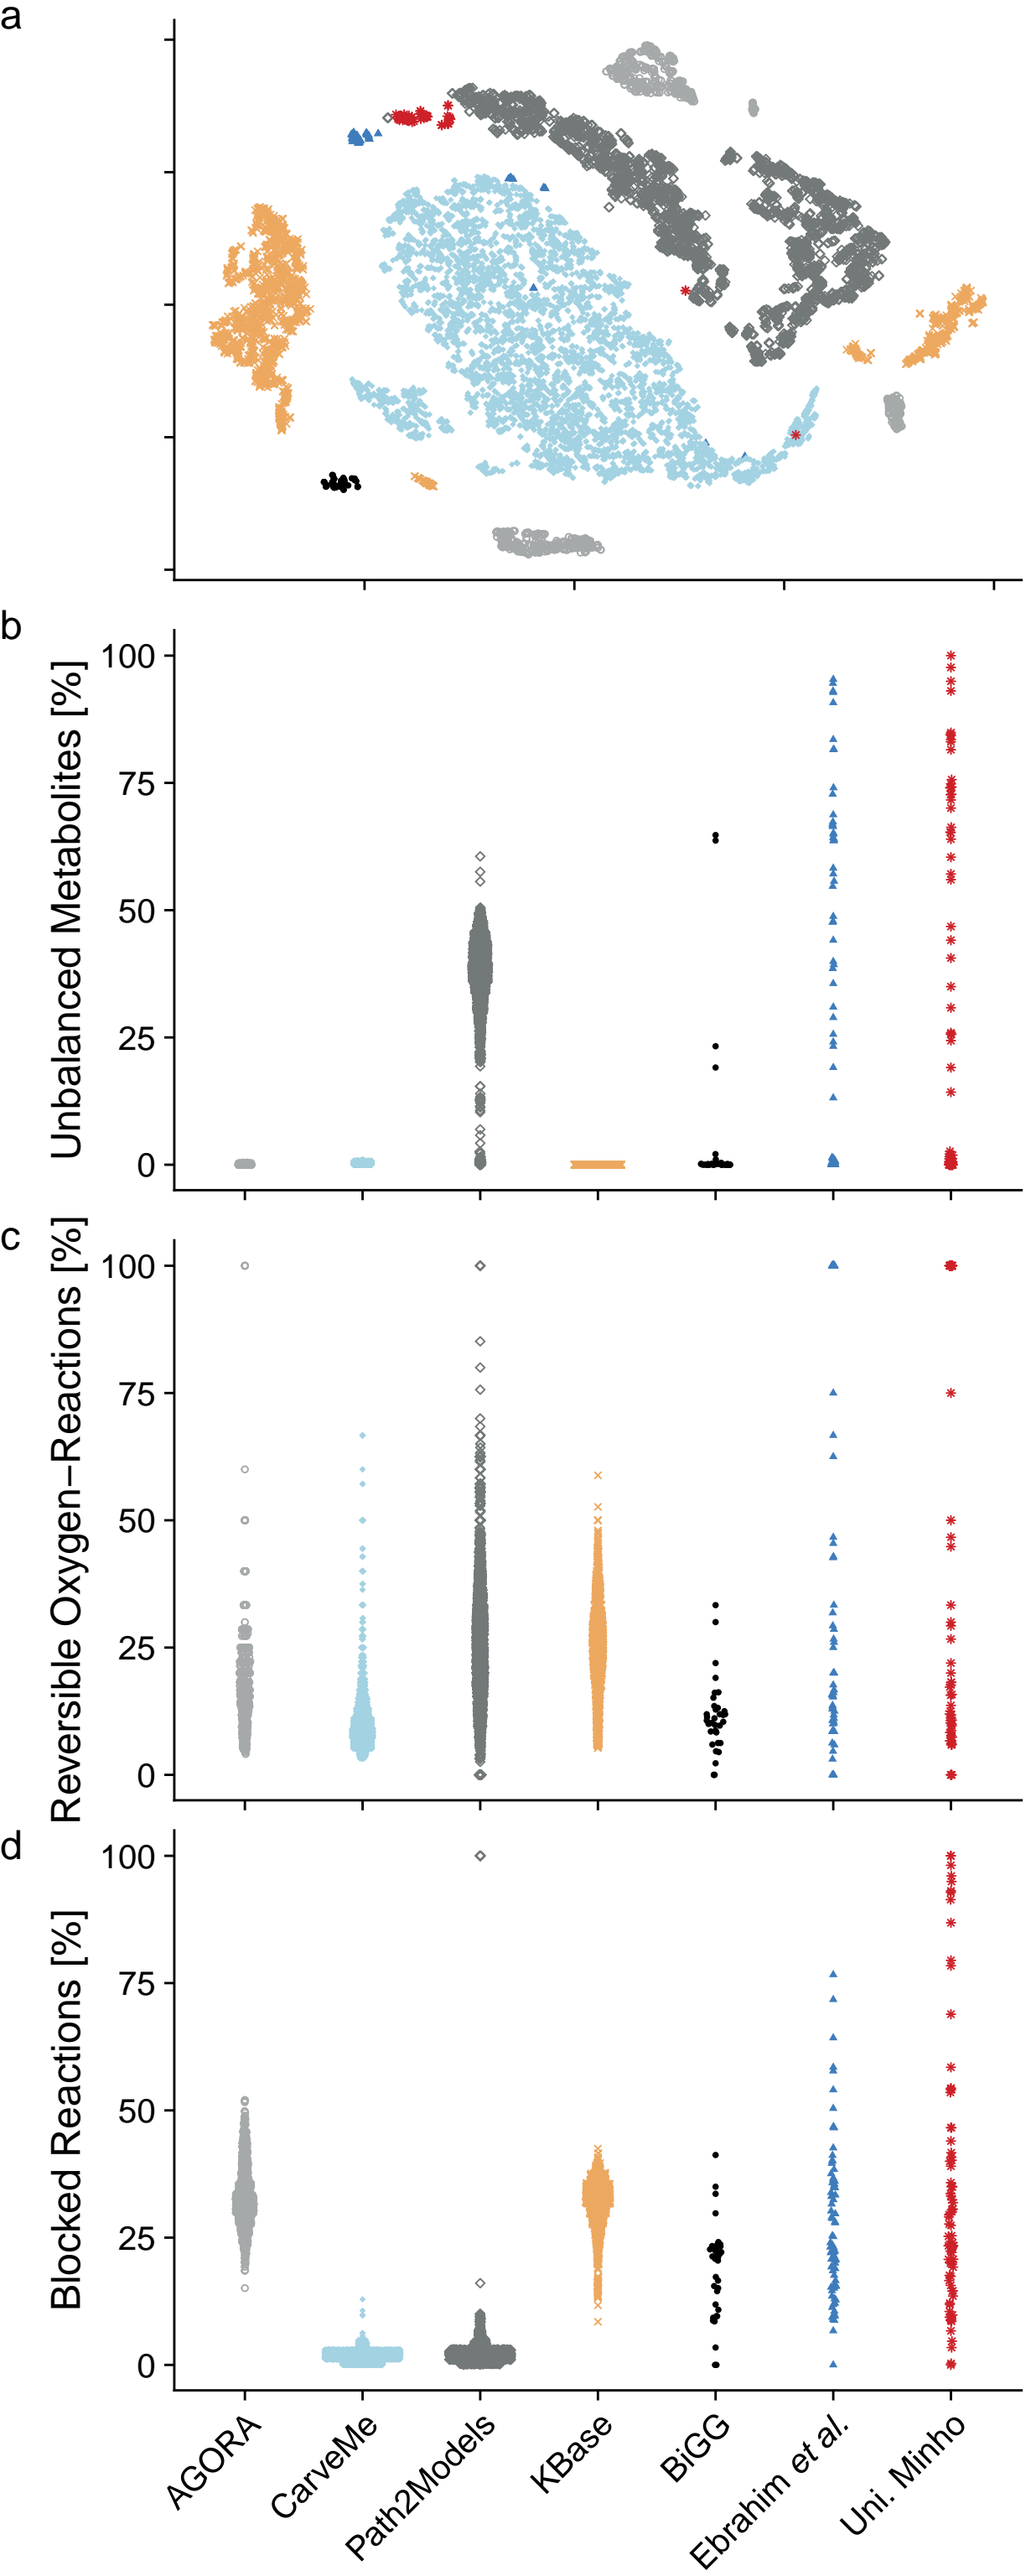 a
b
Unbalanced Metabolites [%]
100
75
50
25
0
c
Reversible Oxygen−Reactions [%]
100
75
50
25
0
d
Blocked Reactions [%]
100
75
50
25
0
AGORA
CarveMe
Path2Models
KBase
BiGG
Ebrahim et al.
Uni. Minho